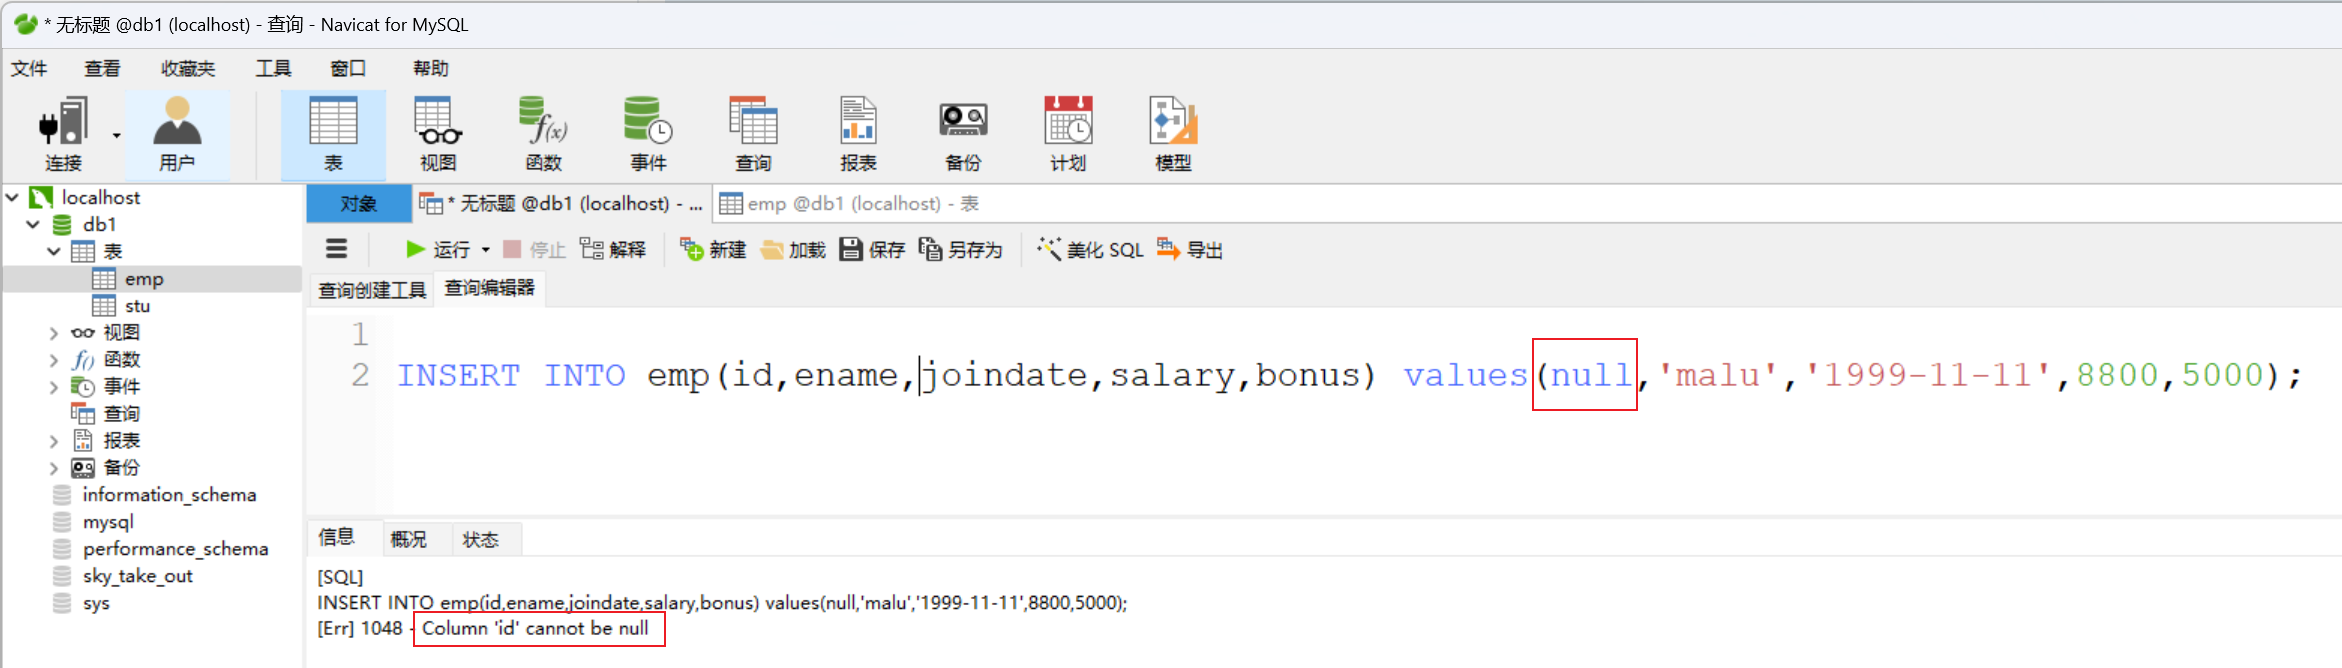 * 无标题 @db1 (localhost) - 查询 - Navicat for MySQL
文件 查看 收藏夹 工具 窗口 帮助
连接 用户 表 视图 函数 事件 查询 报表 备份 计划 模型
localhost
db1
表
emp
stu
视图
函数
事件
查询
报表
备份
information_schema
mysql
performance_schema
sky_take_out
sys
对象 * 无标题 @db1 (localhost) - ... emp @db1 (localhost) - 表
运行 停止 解释 新建 加载 保存 另存为 美化 SQL 导出
查询创建工具 查询编辑器
1
2 INSERT INTO emp(id,ename,joindate,salary,bonus) values(null,'malu','1999-11-11',8800,5000);
信息 概况 状态
[SQL]
INSERT INTO emp(id,ename,joindate,salary,bonus) values(null,'malu','1999-11-11',8800,5000);
[Err] 1048 - Column 'id' cannot be null